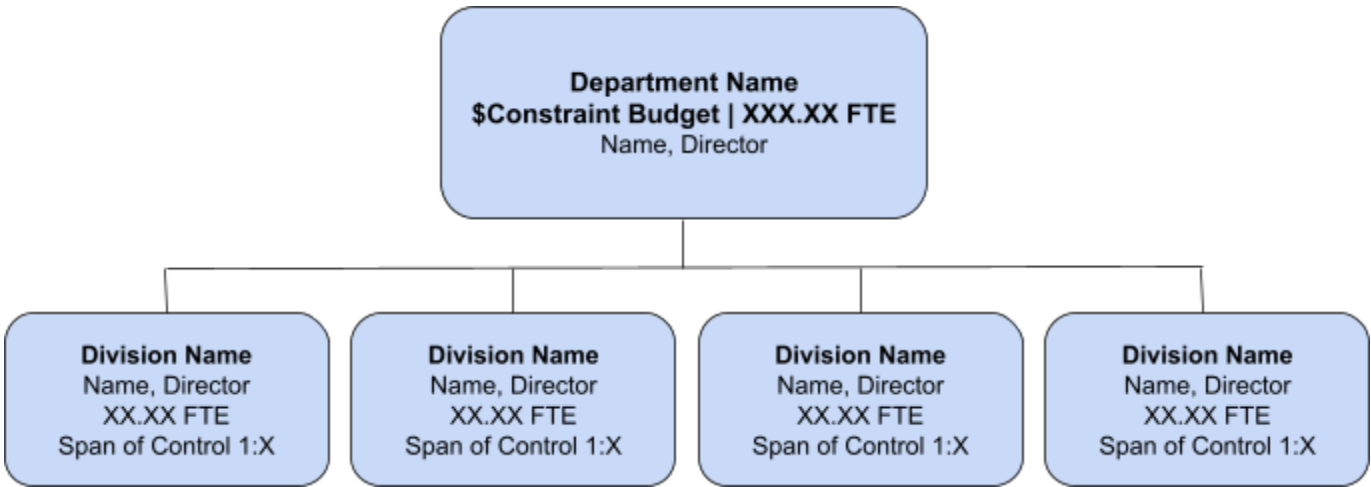 Department Name
$Constraint Budget | XXX.XX FTE
Name, Director
Division Name
Name, Director
XX.XX FTE
Span of Control 1:X
Division Name
Name, Director
XX.XX FTE
Span of Control 1:X
Division Name
Name, Director
XX.XX FTE
Span of Control 1:X
Division Name
Name, Director
XX.XX FTE
Span of Control 1:X